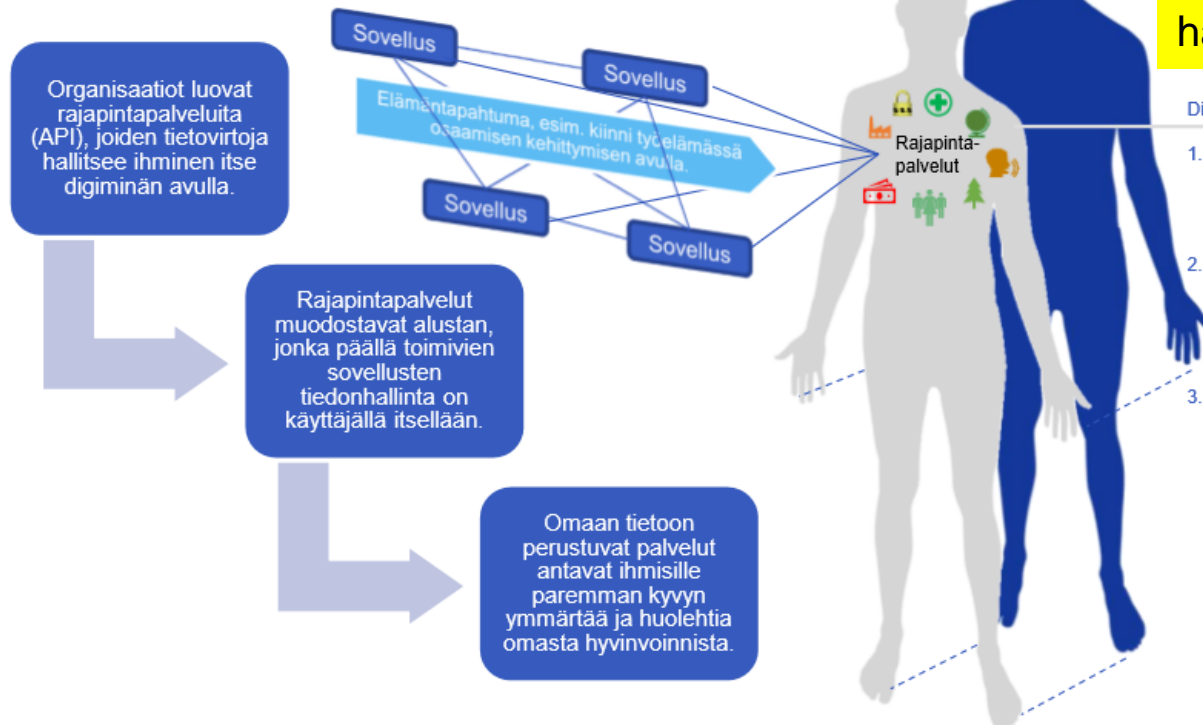 Organisaatiot luovat
rajapintapalveluita
(API), joiden tietovirtoja
hallitsee ihminen itse
digiminän avulla.
Sovellus
Sovellus
Elämäntapahtuma, esim. kiinni työelämässä
osaamisen kehittymisen avulla.
Sovellus
Sovellus
Rajapinta-
palvelut
Rajapintapalvelut
muodostavat alustan,
jonka päällä toimivien
sovellusten
tiedonhallinta on
käyttäjällä itsellään.
Omaan tietoon
perustuvat palvelut
antavat ihmisille
paremman kyvyn
ymmärtää ja huolehtia
omasta hyvinvoinnista.
1.
2.
3.